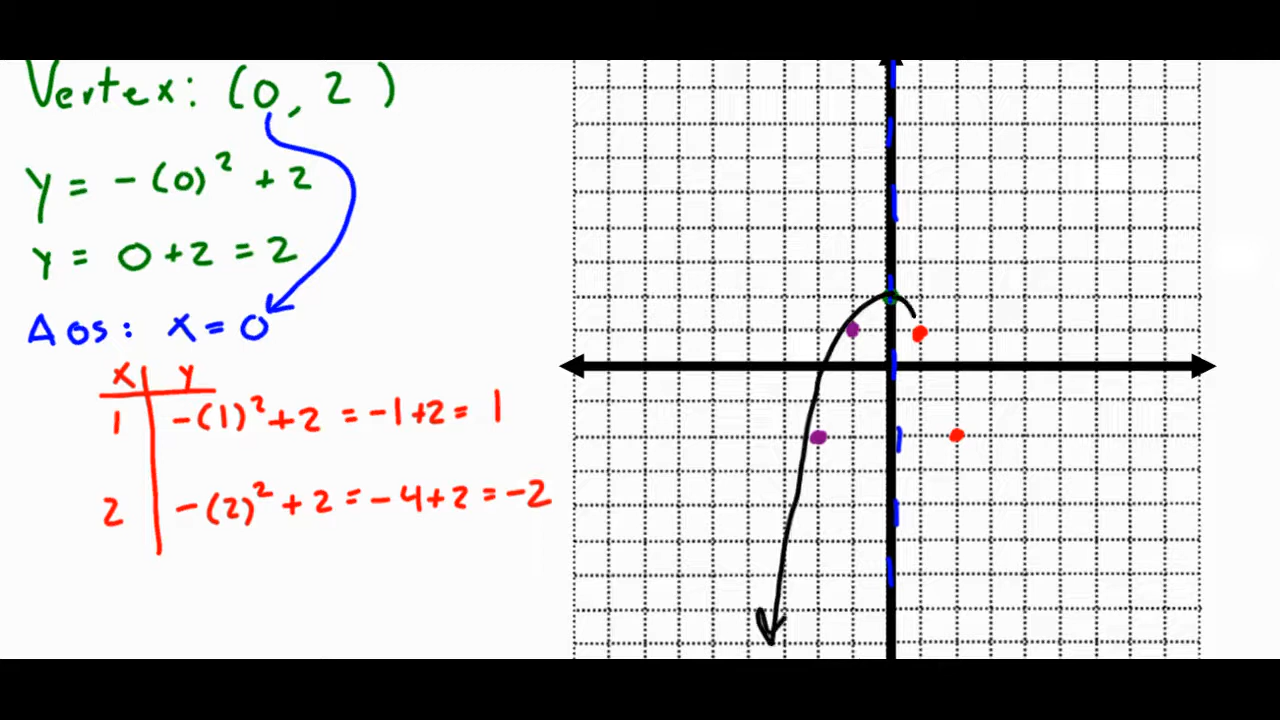 Vertex: (0, 2)
y = -(0)² + 2
y = 0 + 2 = 2
Aos: x = 0
x y
1 -(1)² + 2 = -1 + 2 = 1
2 -(2)² + 2 = -4 + 2 = -2